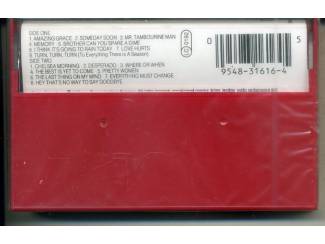 SIDE ONE
1. AMAZING GRACE 2. SOMEDAY SOON 3. MR. TAMBOURINE MAN
4. MEMORY 5. BROTHER CAN YOU SPARE A DIME
6. I THINK IT'S GOING TO RAIN TODAY 7. LOVE HURTS
8. TURN, TURN, TURN (To Everything There is A Season)
SIDE TWO
1. CHELSEA MORNING 2. DESPERADO 3. WHERE OR WHEN
4. THE BEST IS YET TO COME 5. PRETTY WOMEN
6. THE LAST THING ON MY MIND 7. EVERYTHING MUST CHANGE
8. HEY THAT'S NO WAY TO SAY GOODBYE
LC 0192
0 9548-31616-4 5